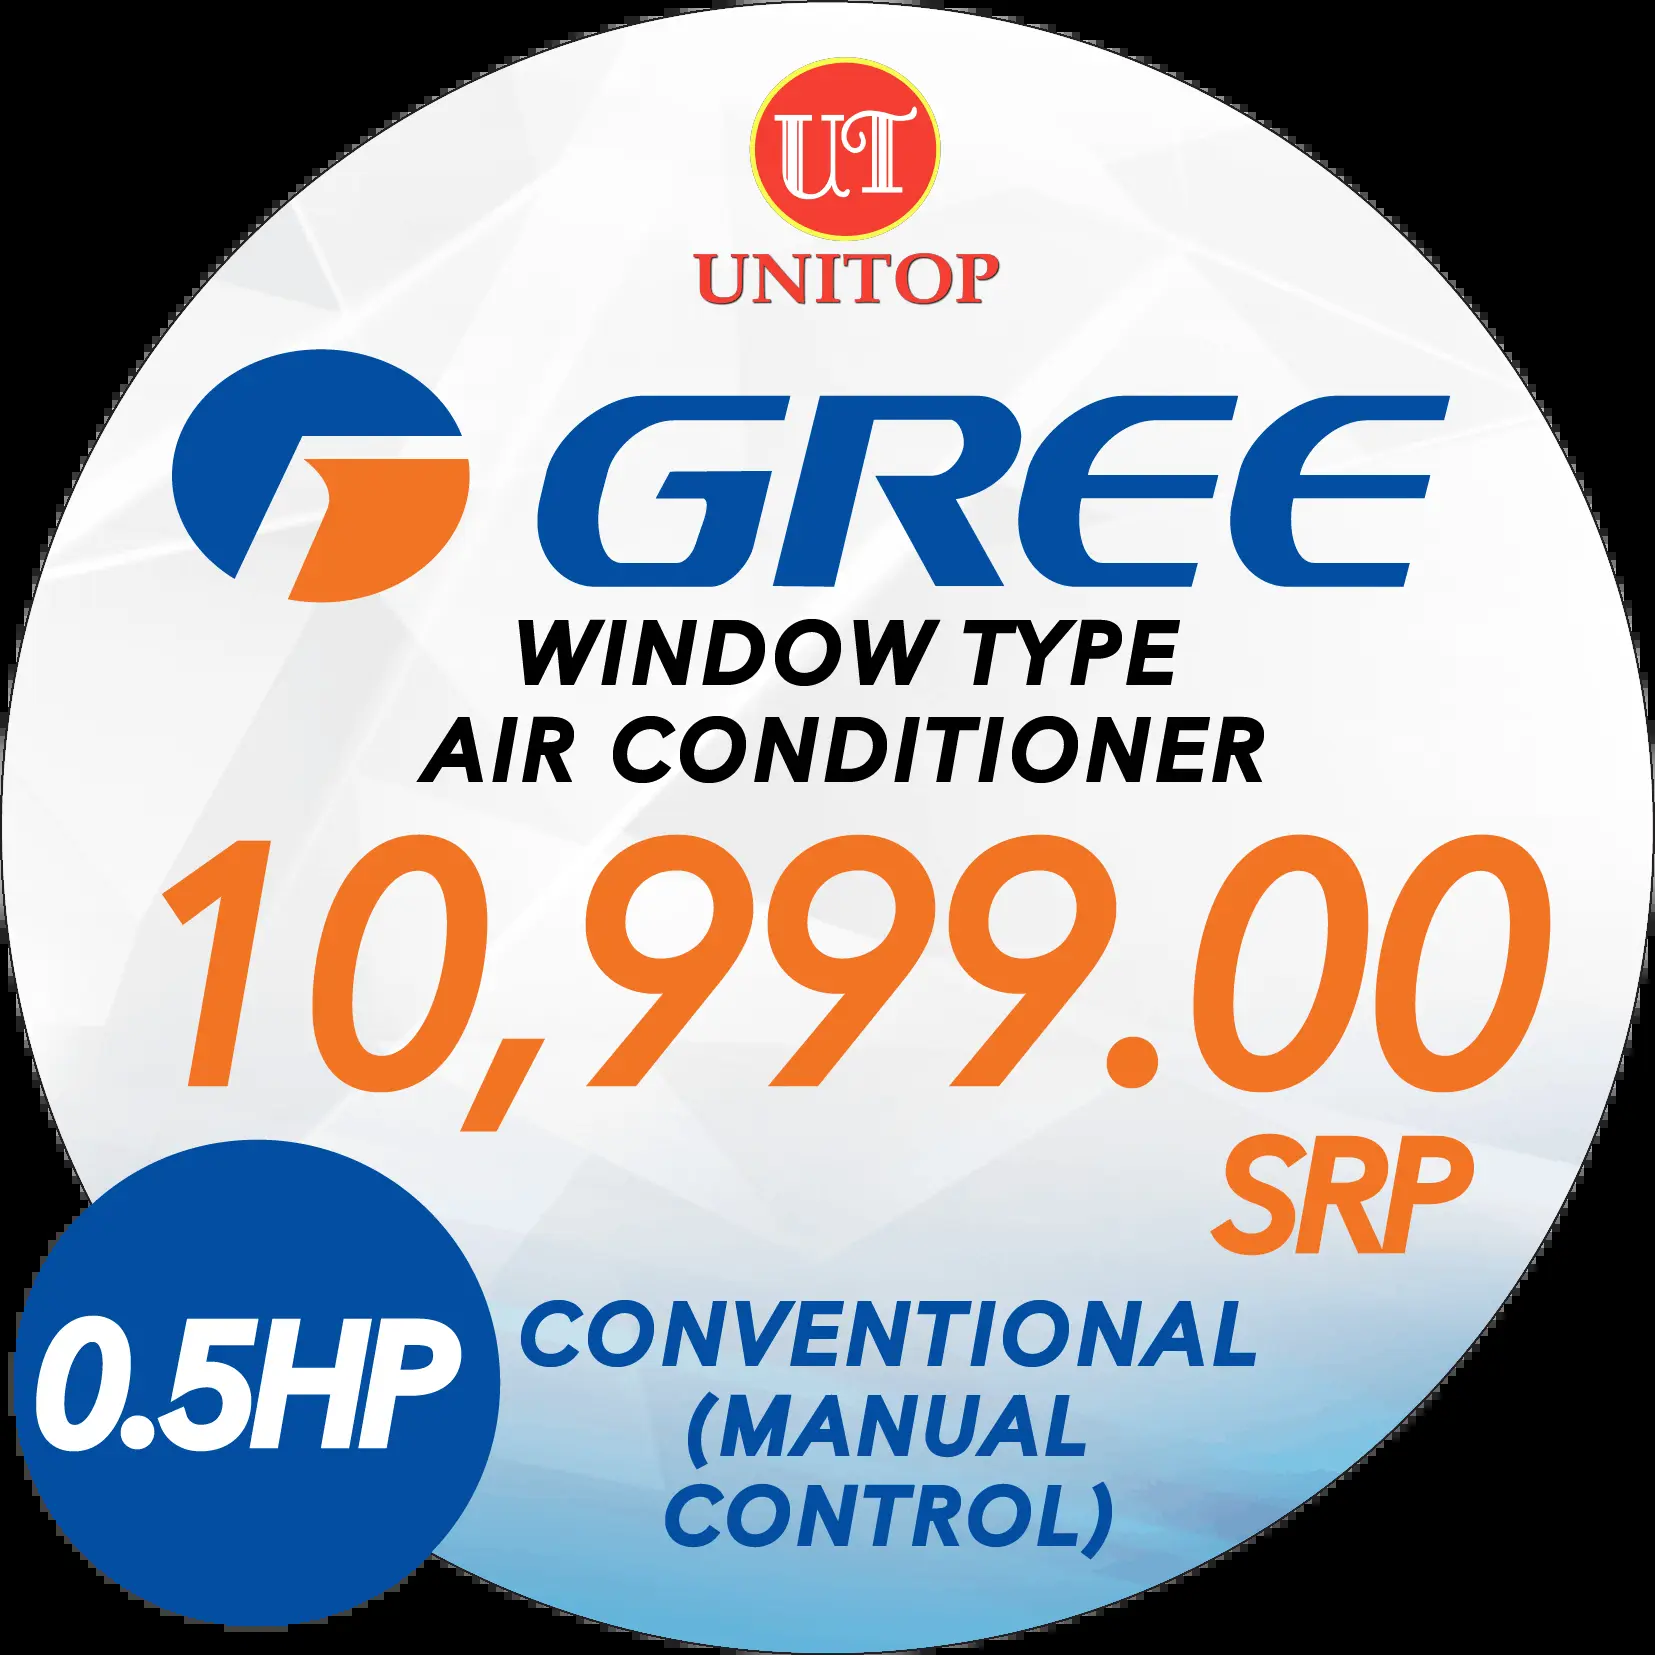 UT
UNITOP
GREE
WINDOW TYPE
AIR CONDITIONER
10,999.00
SRP
0.5HP
CONVENTIONAL
(MANUAL
CONTROL)